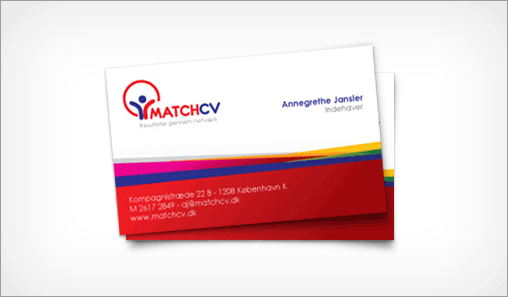 MATCHCV
Resultater gennem netværk
Annegrethe Jansler
Indehaver
Kompagnistræde 22 B - 1208 København K
M 2617 2849 - aj@matchcv.dk
www.matchcv.dk